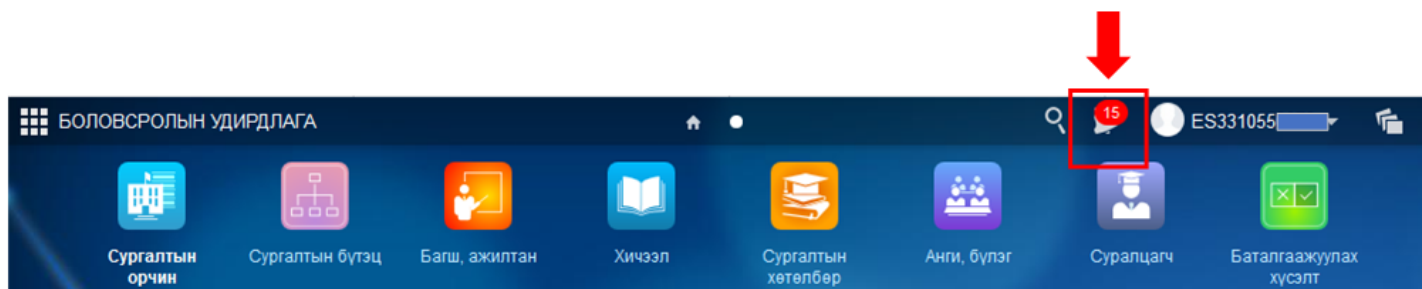 БОЛОВСРОЛЫН УДИРДЛАГА
15
ES331055
Сургалтын
орчин
Сургалтын бүтэц
Багш, ажилтан
Хичээл
Сургалтын
хөтөлбөр
Анги, бүлэг
Суралцагч
Баталгаажуулах
хүсэлт